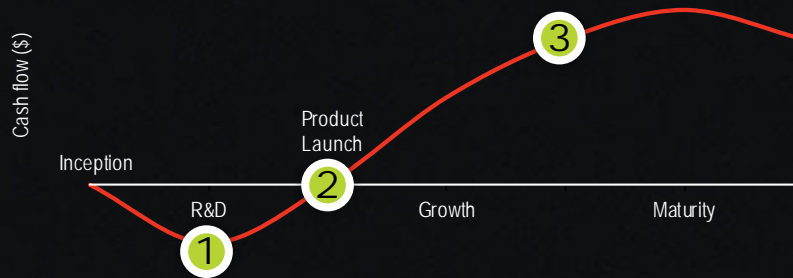 Cash flow ($)
Inception
Product
Launch
R&D
Growth
Maturity
1
2
3